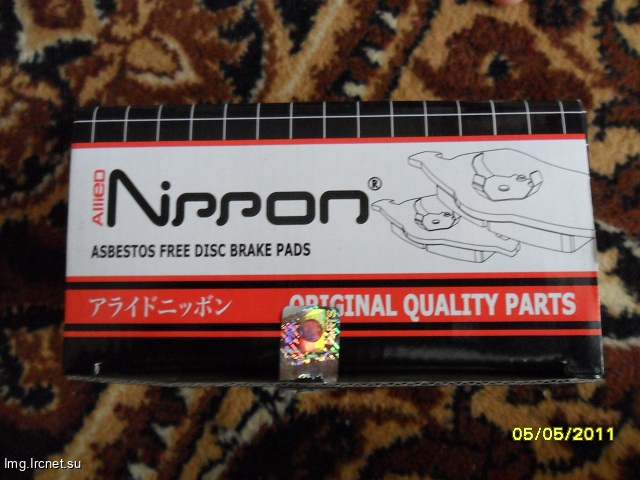 Allied Nippon®
ASBESTOS FREE DISC BRAKE PADS
アライドニッポン
ORIGINAL QUALITY PARTS
05/05/2011
Img.lrcnet.su